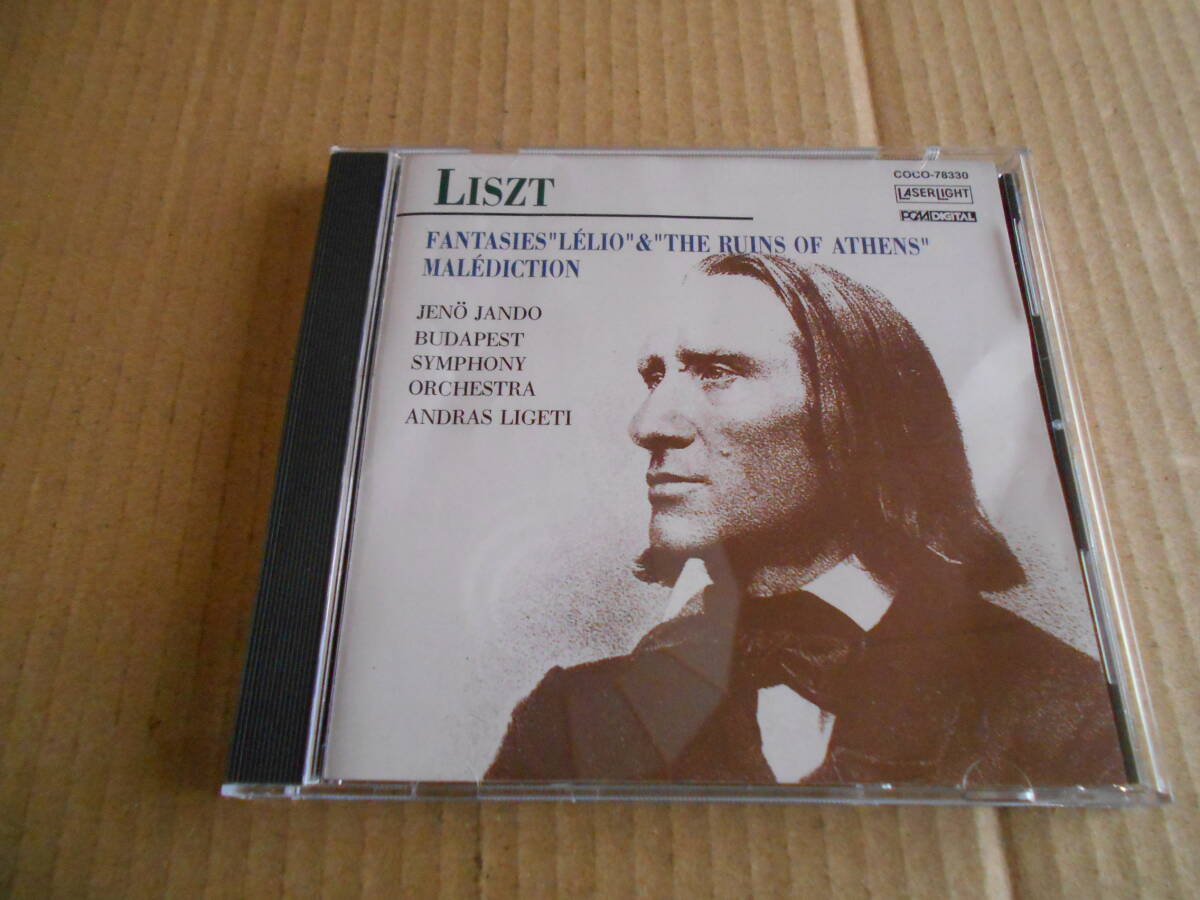 LISZT
COCO-78330
LASERLIGHT
PCM DIGITAL
FANTASIES"LÉLIO"&"THE RUINS OF ATHENS"
MALÉDICTION
JENÖ JANDO
BUDAPEST
SYMPHONY
ORCHESTRA
ANDRAS LIGETI